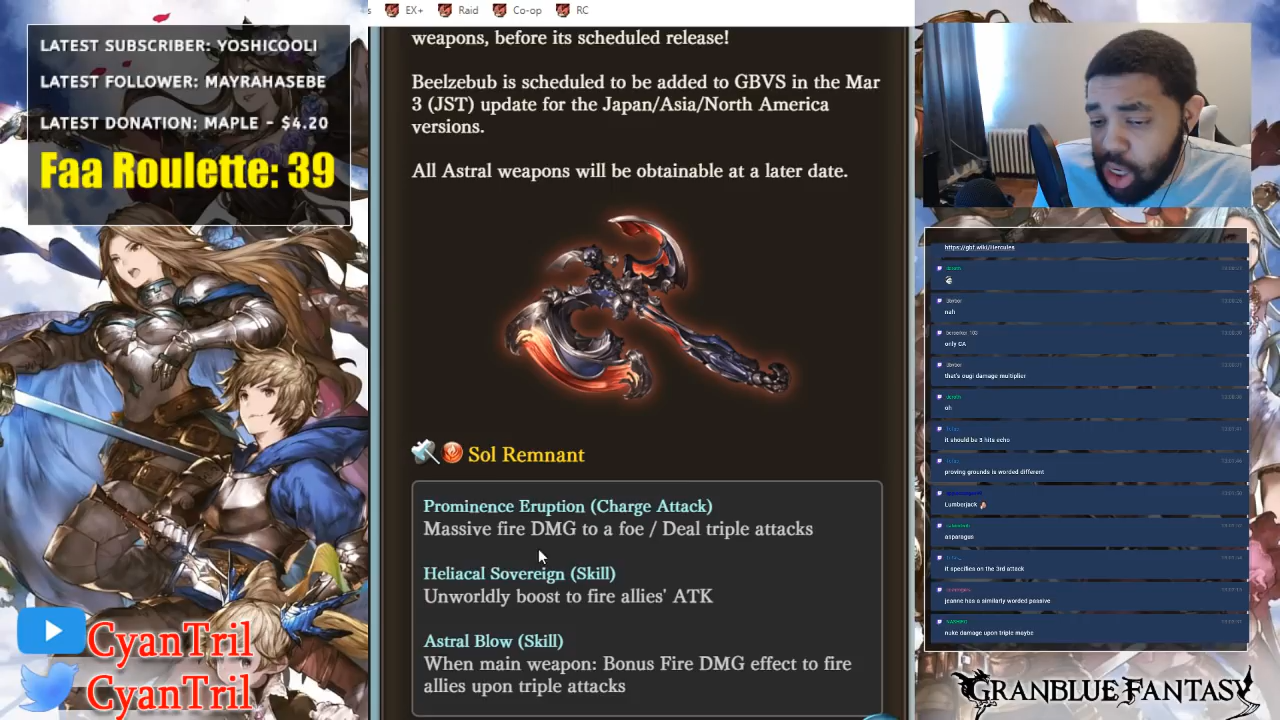 LATEST SUBSCRIBER: YOSHICOOLI
LATEST FOLLOWER: MAYRAHASEBE
LATEST DONATION: MAPLE - $4.20
Faa Roulette: 39
CyanTril
CyanTril
s EX+ Raid Co-op RC
weapons, before its scheduled release!
Beelzebub is scheduled to be added to GBVS in the Mar
3 (JST) update for the Japan/Asia/North America
versions.
All Astral weapons will be obtainable at a later date.
Sol Remnant
Prominence Eruption (Charge Attack)
Massive fire DMG to a foe / Deal triple attacks
Heliacal Sovereign (Skill)
Unworldly boost to fire allies' ATK
Astral Blow (Skill)
When main weapon: Bonus Fire DMG effect to fire
allies upon triple attacks
https://gbf.wiki/Hercules
nah
only CA
that's ougi damage multiplier
oh
it should be 3 hits echo
proving grounds is worded different
Lumberjack
asparagus
it specifies on the 3rd attack
jeanne has a similarly worded passive
nuke damage upon triple maybe
GRANBLUE FANTASY